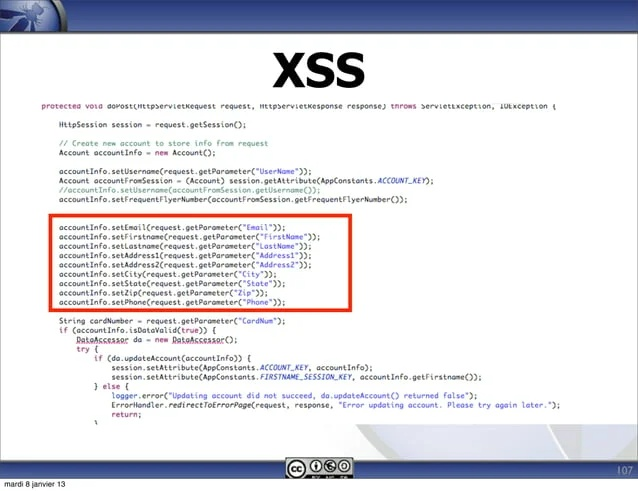 XSS
protected void doPost(HttpServletRequest request, HttpServletResponse response) throws ServletException, IOException {
HttpSession session = request.getSession();
// Create new account to store info from request
Account accountInfo = new Account();
accountInfo.setUsername(request.getParameter("UserName"));
Account accountFromSession = (Account) session.getAttribute(AppConstants.ACCOUNT_KEY);
//accountInfo.setUsername(accountFromSession.getUsername());
accountInfo.setFrequentFlyerNumber(accountFromSession.getFrequentFlyerNumber());
accountInfo.setEmail(request.getParameter("Email"));
accountInfo.setFirstname(request.getParameter("FirstName"));
accountInfo.setLastname(request.getParameter("LastName"));
accountInfo.setAddress1(request.getParameter("Address1"));
accountInfo.setAddress2(request.getParameter("Address2"));
accountInfo.setCity(request.getParameter("City"));
accountInfo.setState(request.getParameter("State"));
accountInfo.setZip(request.getParameter("Zip"));
accountInfo.setPhone(request.getParameter("Phone"));
String cardNumber = request.getParameter("CardNum");
if (accountInfo.isDataValid(true)) {
DataAccessor da = new DataAccessor();
try {
if (da.updateAccount(accountInfo)) {
session.setAttribute(AppConstants.ACCOUNT_KEY, accountInfo);
session.setAttribute(AppConstants.FIRSTNAME_SESSION_KEY, accountInfo.getFirstname());
} else {
logger.error("Updating account did not succeed, da.updateAccount() returned false");
ErrorHandler.redirectToErrorPage(request, response, "Error updating account. Please try again later.");
return;
}
cc BY NC SA
107
mardi 8 janvier 13